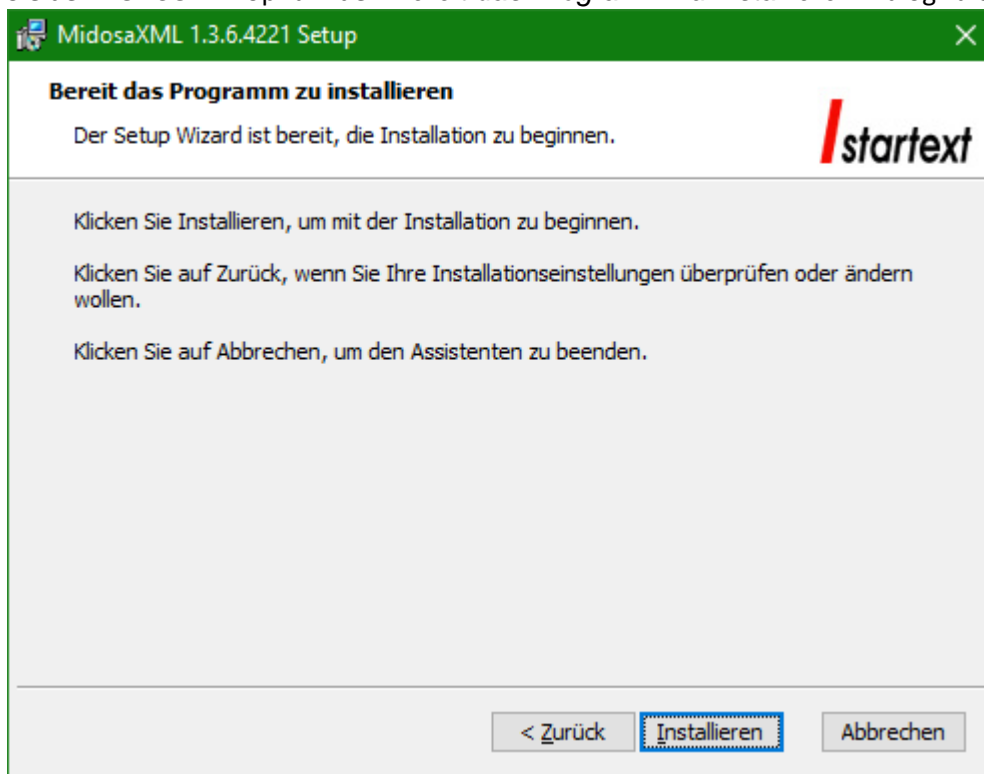 MidosaXML 1.3.6.4221 Setup
Bereit das Programm zu installieren
Der Setup Wizard ist bereit, die Installation zu beginnen.
startext
Klicken Sie Installieren, um mit der Installation zu beginnen.
Klicken Sie auf Zurück, wenn Sie Ihre Installationseinstellungen überprüfen oder ändern
wollen.
Klicken Sie auf Abbrechen, um den Assistenten zu beenden.
< Zurück
Installieren
Abbrechen